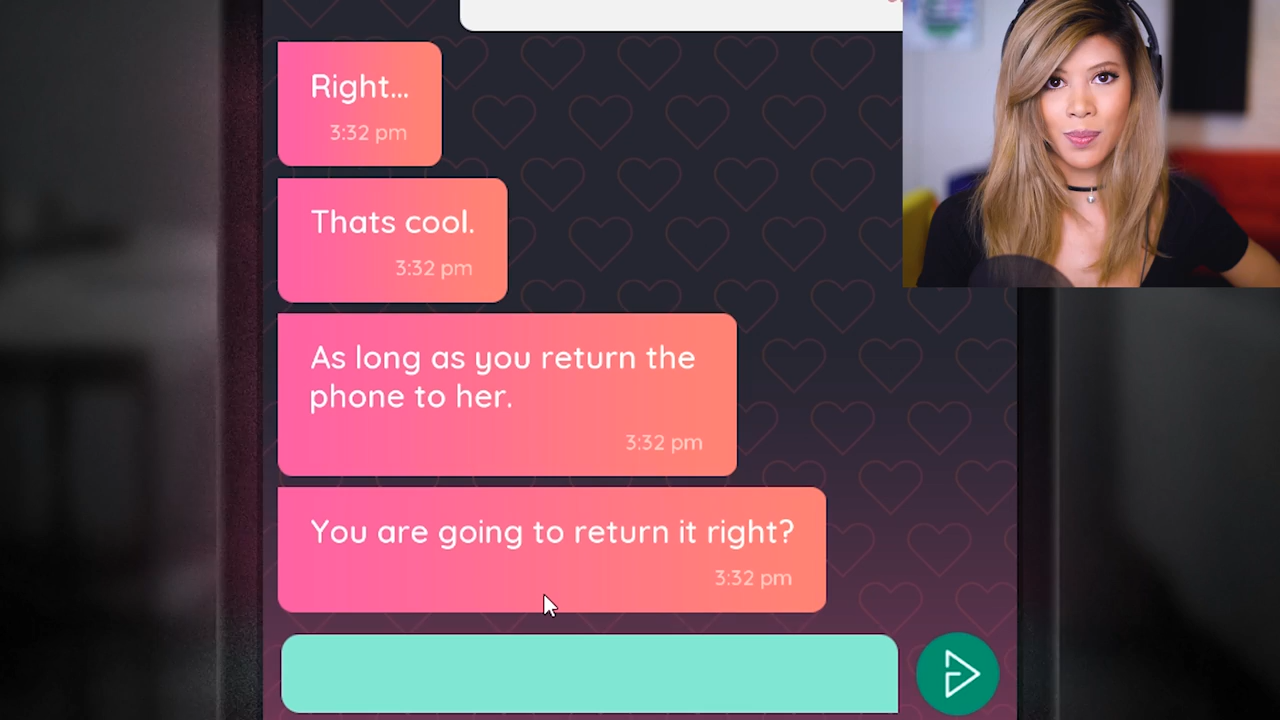 Right...
3:32 pm
Thats cool.
3:32 pm
As long as you return the
phone to her.
3:32 pm
You are going to return it right?
3:32 pm